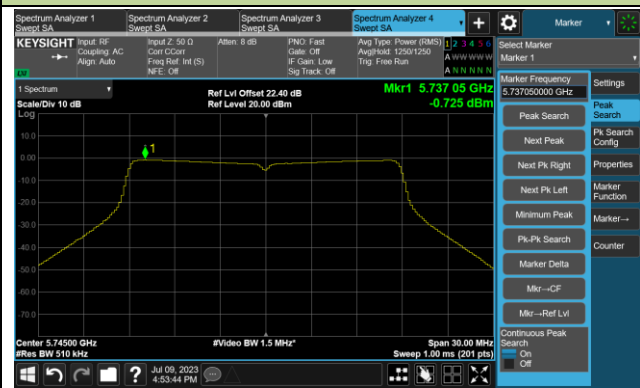 Spectrum Analyzer 1
Swept SA
Spectrum Analyzer 2
Swept SA
Spectrum Analyzer 3
Swept SA
Spectrum Analyzer 4
Swept SA
Marker
KEYSIGHT
Input: RF
Coupling: AC
Align: Auto
Input Z: 50 Ω
Corr CCorr
Freq Ref: Int (S)
NFE: Off
Atten: 8 dB
PNO: Fast
Gate: Off
IF Gain: Low
Sig Track: Off
Avg Type: Power (RMS)
Avg|Hold: 1250/1250
Trig: Free Run
1 2 3 4 5 6
A W W W W W
A N N N N N
LXI
Select Marker
Marker 1
1 Spectrum
Scale/Div 10 dB
Log
Ref Lvl Offset 22.40 dB
Ref Level 20.00 dBm
Mkr1 5.737 05 GHz
-0.725 dBm
1
10.0
0.00
-10.0
-20.0
-30.0
-40.0
-50.0
-60.0
-70.0
Center 5.74500 GHz
#Res BW 510 kHz
#Video BW 1.5 MHz*
Span 30.00 MHz
Sweep 1.00 ms (201 pts)
Marker Frequency
5.737050000 GHz
Peak Search
Next Peak
Next Pk Right
Next Pk Left
Minimum Peak
Pk-Pk Search
Marker Delta
Mkr→CF
Mkr→Ref Lvl
Continuous Peak
Search
On
Off
Settings
Peak
Search
Pk Search
Config
Properties
Marker
Function
Marker→
Counter
?
Jul 09, 2023
4:53:44 PM